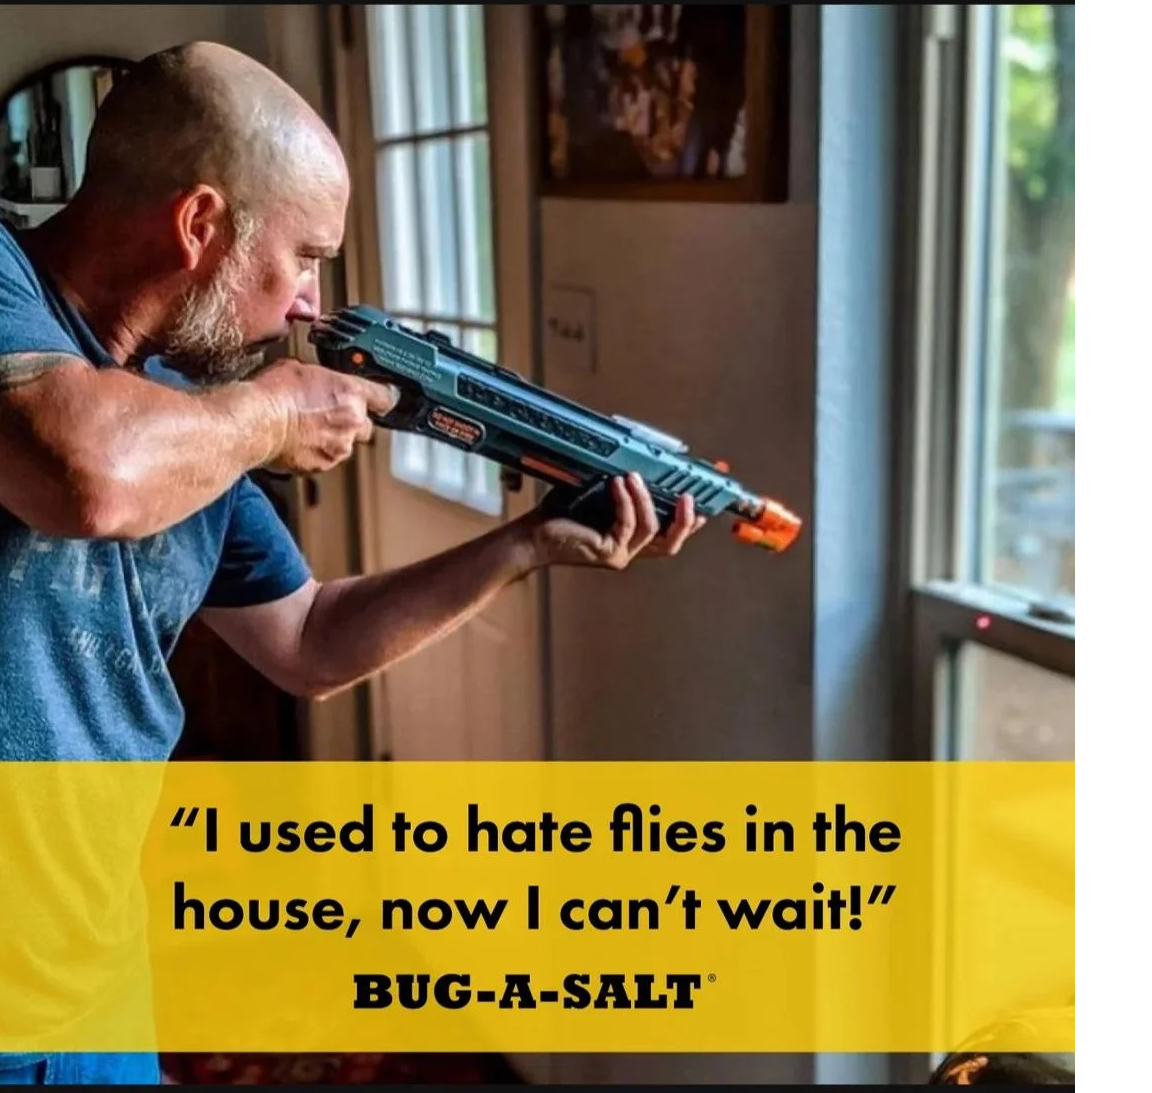 “I used to hate flies in the
house, now I can’t wait!”
BUG-A-SALT®